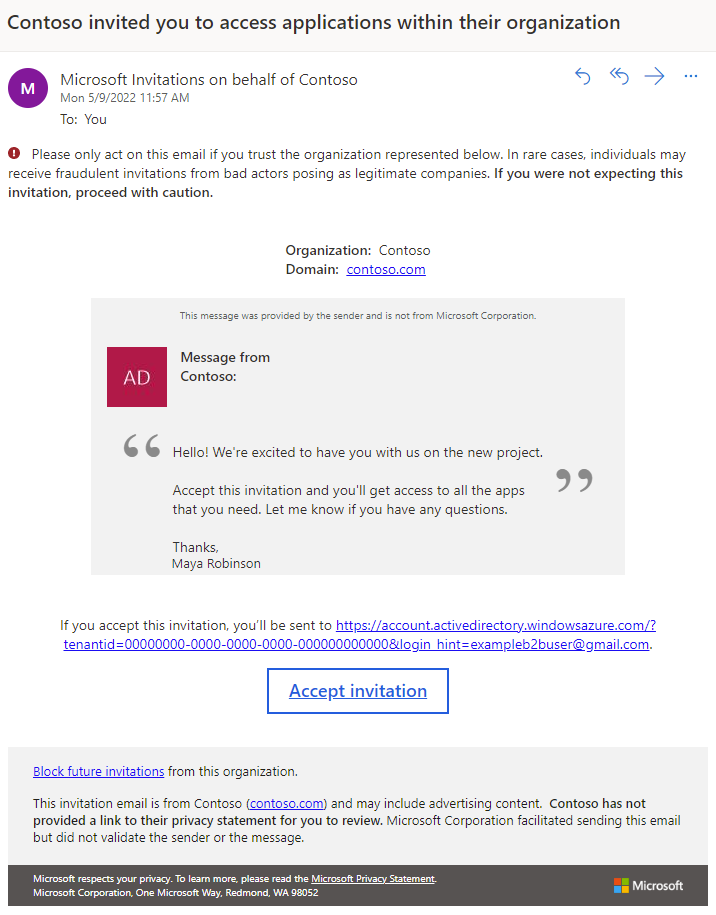 Contoso invited you to access applications within their organization
M
Microsoft Invitations on behalf of Contoso
Mon 5/9/2022 11:57 AM
To: You
Please only act on this email if you trust the organization represented below. In rare cases, individuals may
receive fraudulent invitations from bad actors posing as legitimate companies. If you were not expecting this
invitation, proceed with caution.
Organization: Contoso
Domain: contoso.com
This message was provided by the sender and is not from Microsoft Corporation.
AD
Message from
Contoso:
“
Hello! We're excited to have you with us on the new project.
”
Accept this invitation and you'll get access to all the apps
that you need. Let me know if you have any questions.
Thanks,
Maya Robinson
If you accept this invitation, you’ll be sent to https://account.activedirectory.windowsazure.com/?
tenantid=00000000-0000-0000-0000-000000000000&login_hint=exampleb2buser@gmail.com.
Accept invitation
Block future invitations from this organization.
This invitation email is from Contoso (contoso.com) and may include advertising content. Contoso has not
provided a link to their privacy statement for you to review. Microsoft Corporation facilitated sending this email
but did not validate the sender or the message.
Microsoft respects your privacy. To learn more, please read the Microsoft Privacy Statement.
Microsoft Corporation, One Microsoft Way, Redmond, WA 98052
Microsoft